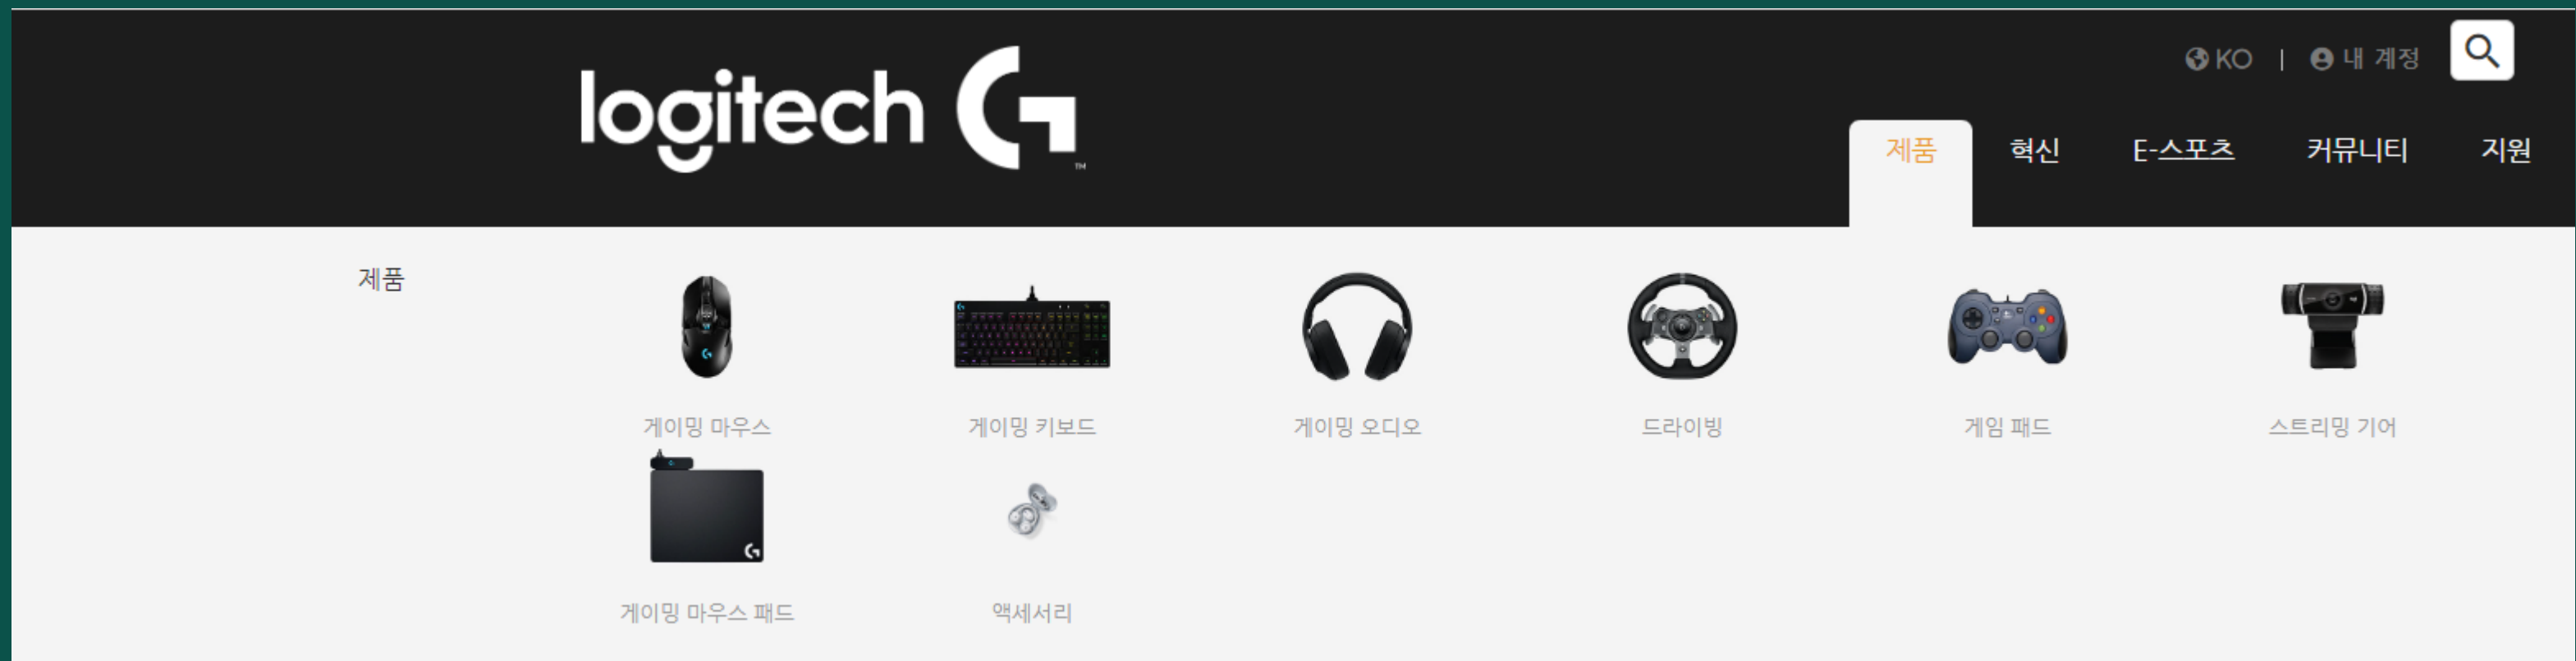 logitech G ™
KO | 내 계정
제품 혁신 E-스포츠 커뮤니티 지원
제품
게이밍 마우스 게이밍 키보드 게이밍 오디오 드라이빙 게임 패드 스트리밍 기어
게이밍 마우스 패드 액세서리